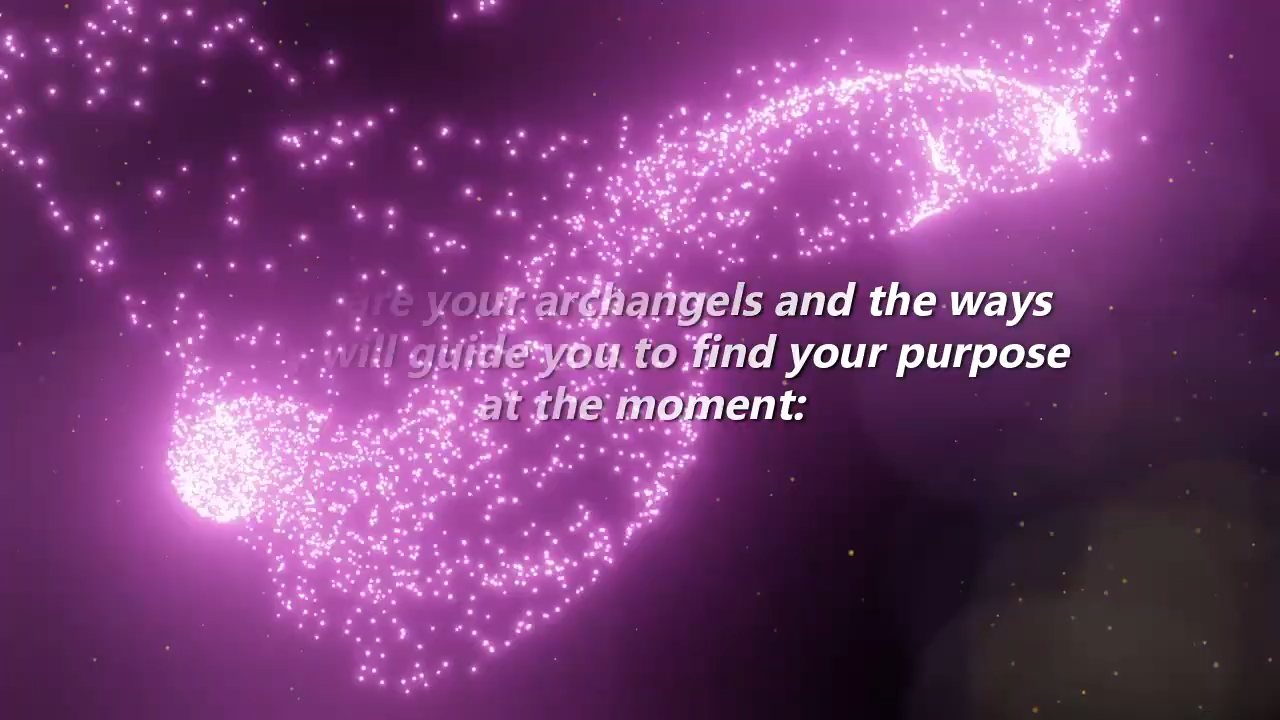 are your archangels and the ways
will guide you to find your purpose
at the moment: